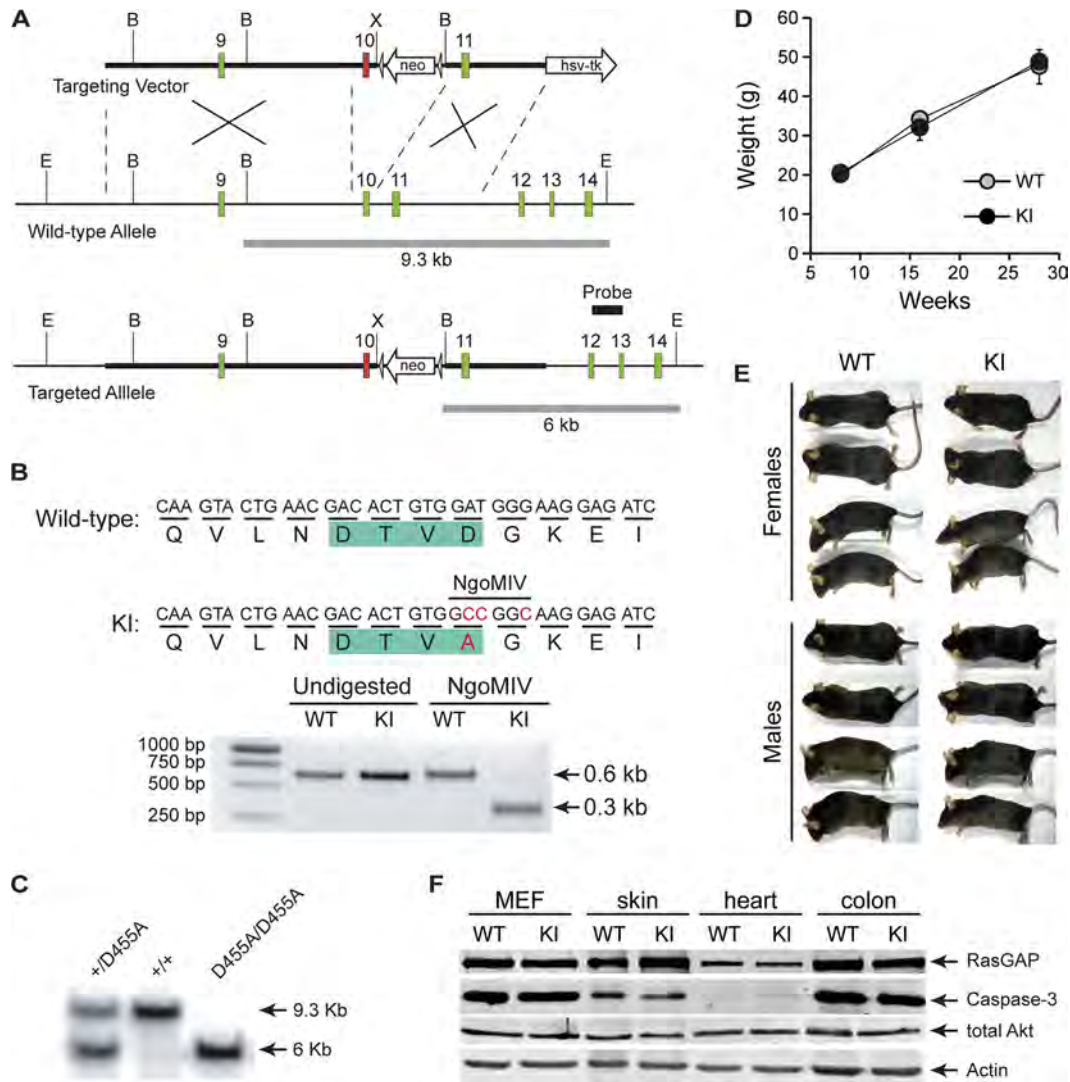 A
B B X B
9 10 11
neo hsv-tk
Targeting Vector
E B B E
9 10 11 12 13 14
Wild-type Allele
9.3 kb
Probe
E B B X B E
9 10 11 12 13 14
neo
Targeted Alllele
6 kb
B
CAA GTA CTG AAC GAC ACT GTG GAT GGG AAG GAG ATC
Wild-type:
Q V L N D T V D G K E I
NgoMIV
CAA GTA CTG AAC GAC ACT GTG GCC GGC AAG GAG ATC
KI:
Q V L N D T V A G K E I
Undigested NgoMIV
WT KI WT KI
1000 bp
750 bp
500 bp
250 bp
0.6 kb
0.3 kb
C
+/D455A +/+ D455A/D455A
9.3 Kb
6 Kb
D
60
50
40
30
20
10
0
Weight (g)
WT
KI
5 10 15 20 25 30
Weeks
E
WT KI
Females
Males
F
MEF skin heart colon
WT KI WT KI WT KI WT KI
RasGAP
Caspase-3
total Akt
Actin